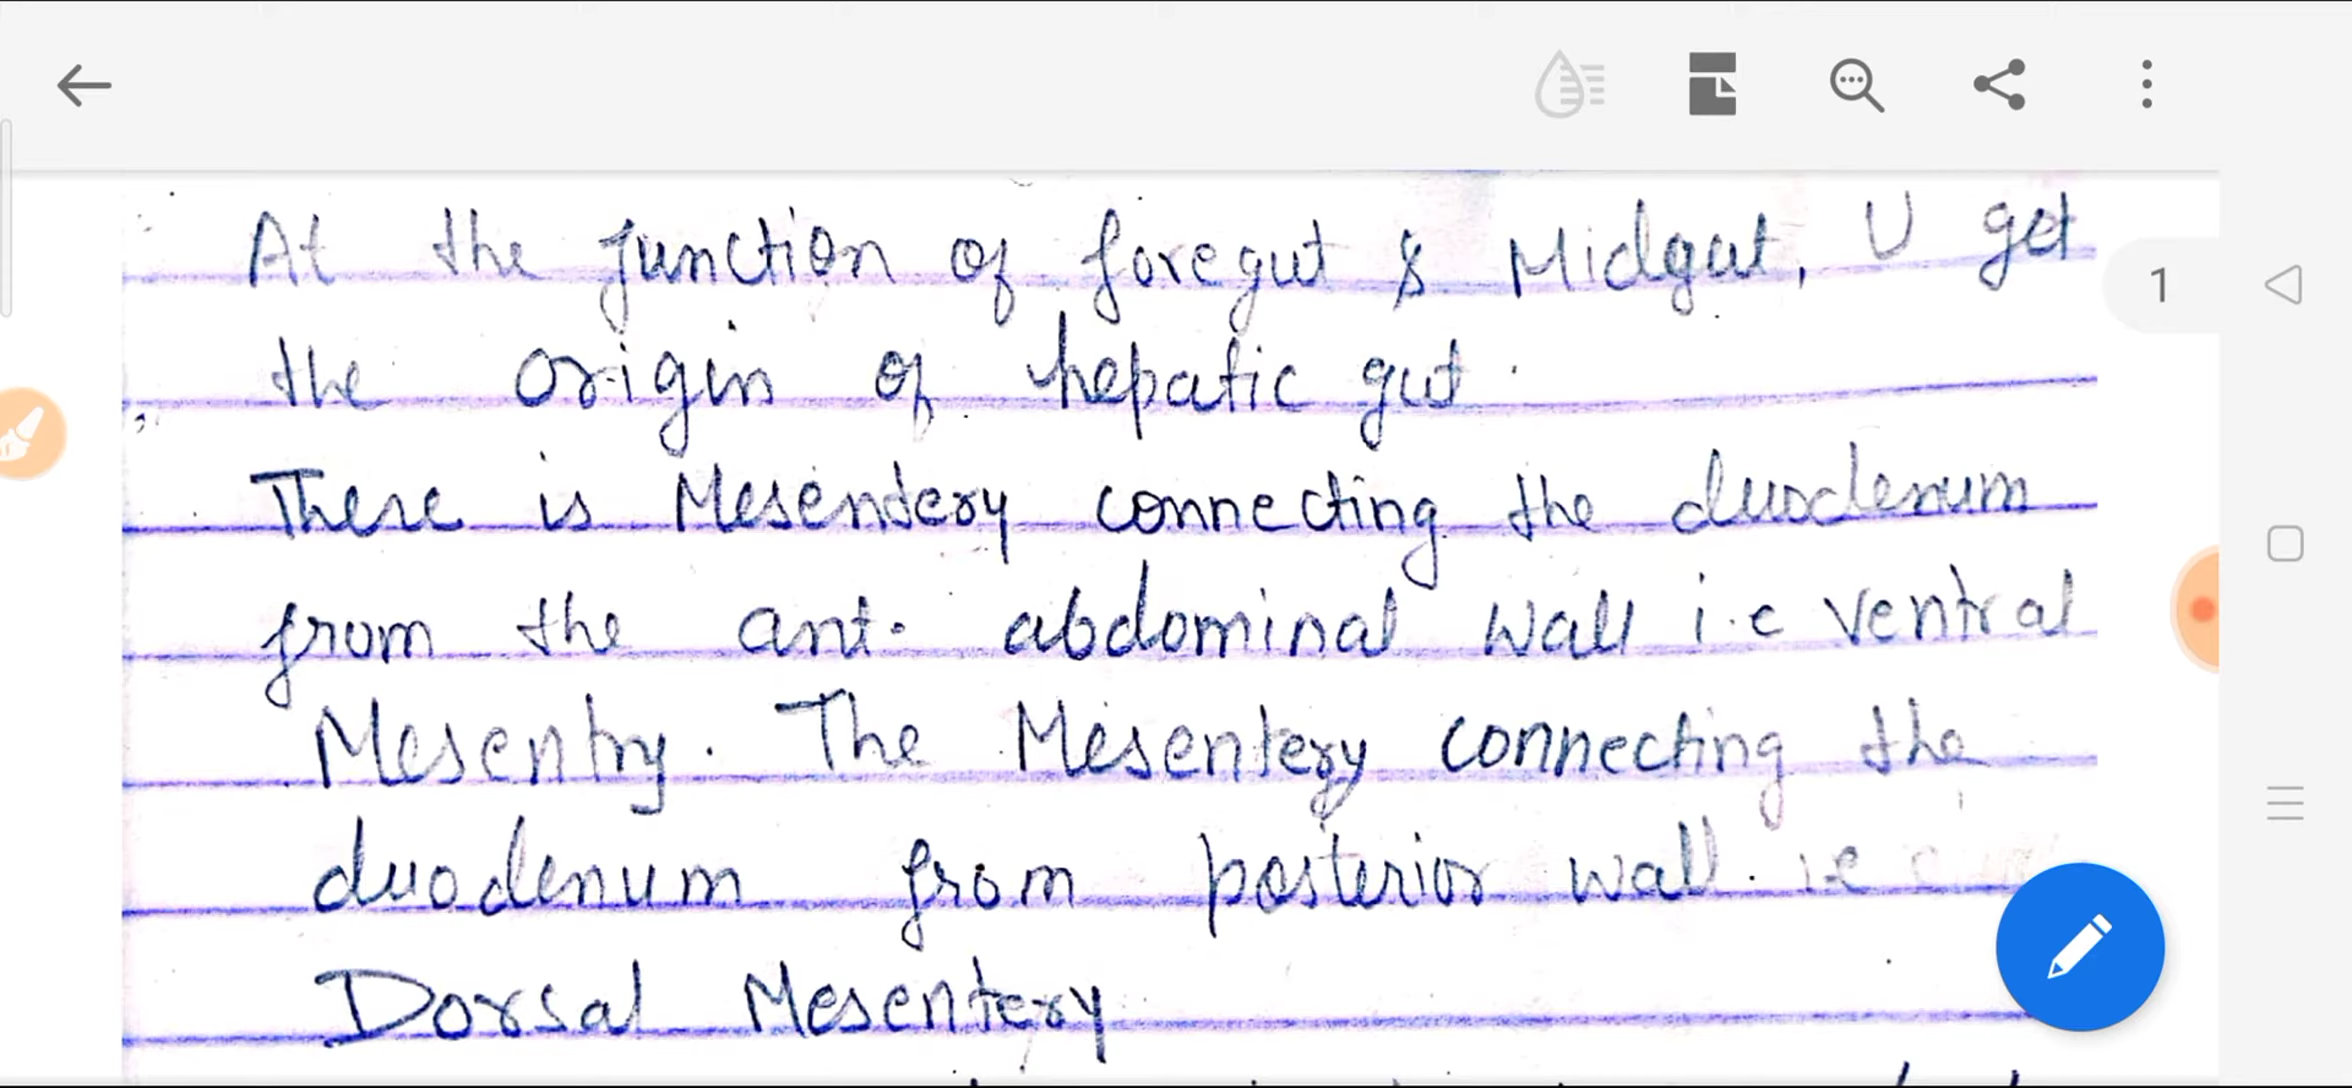 At the junction of foregut & Midgut, U get
1
the origin of hepatic gut.
There is Mesentery connecting the duodenum
from the ant. abdominal wall i.e ventral
Mesentry. The Mesentery connecting the
duodenum from posterior wall. i.e
Dorsal Mesentery